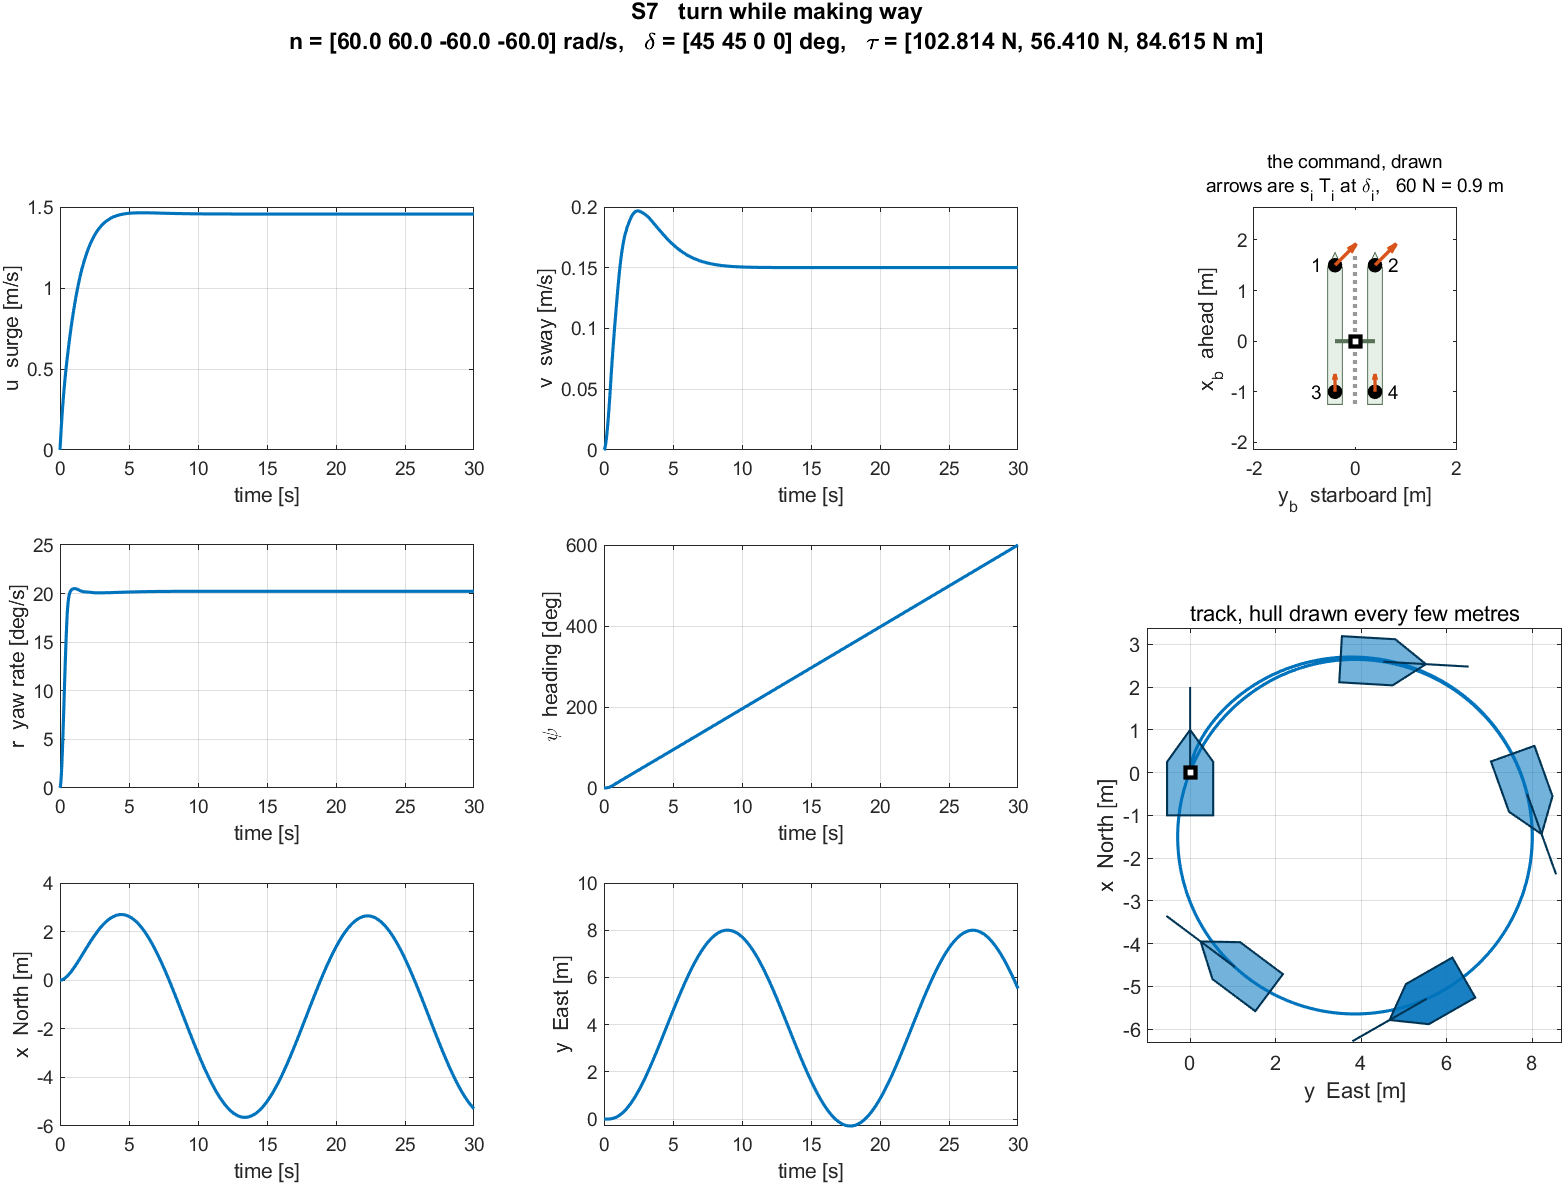 S7 turn while making way
n = [60.0 60.0 -60.0 -60.0] rad/s, δ = [45 45 0 0] deg, τ = [102.814 N, 56.410 N, 84.615 N m]
1.5
1
0.5
0
0 5 10 15 20 25 30
time [s]
u surge [m/s]
0.2
0.15
0.1
0.05
0
0 5 10 15 20 25 30
time [s]
v sway [m/s]
the command, drawn
arrows are s_i T_i at δ_i, 60 N = 0.9 m
2
1
0
-1
-2
1 2
3 4
-2 0 2
y_b starboard [m]
x_b ahead [m]
25
20
15
10
5
0
0 5 10 15 20 25 30
time [s]
r yaw rate [deg/s]
600
400
200
0
0 5 10 15 20 25 30
time [s]
ψ heading [deg]
track, hull drawn every few metres
3
2
1
0
-1
-2
-3
-4
-5
-6
0 2 4 6 8
y East [m]
x North [m]
4
2
0
-2
-4
-6
0 5 10 15 20 25 30
time [s]
x North [m]
10
8
6
4
2
0
0 5 10 15 20 25 30
time [s]
y East [m]